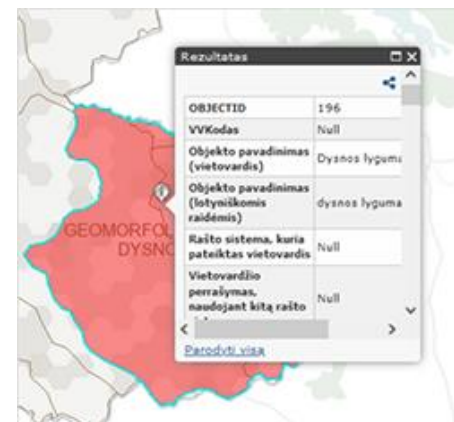 Rezultatas
OBJECTID 196
VVKodas Null
Objekto pavadinimas
(vietovardis) Dysnos lyguma
Objekto pavadinimas
(lotyniškomis
raidėmis) dysnos lyguma
Rašto sistema, kuria
pateiktas vietovardis Null
Vietovardžio
perrašymas,
naudojant kitą rašto Null
Parodyti visą
GEOMORFOL
DYSNO